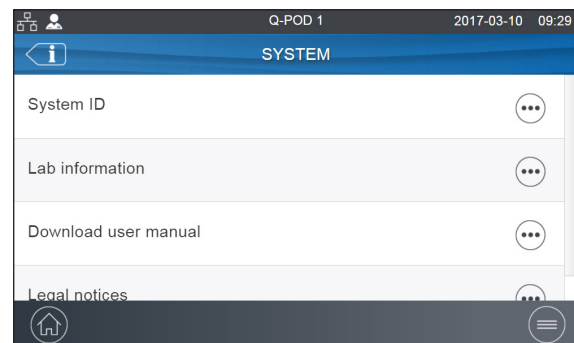 Q-POD 1 2017-03-10 09:29
i SYSTEM
System ID
Lab information
Download user manual
Legal notices